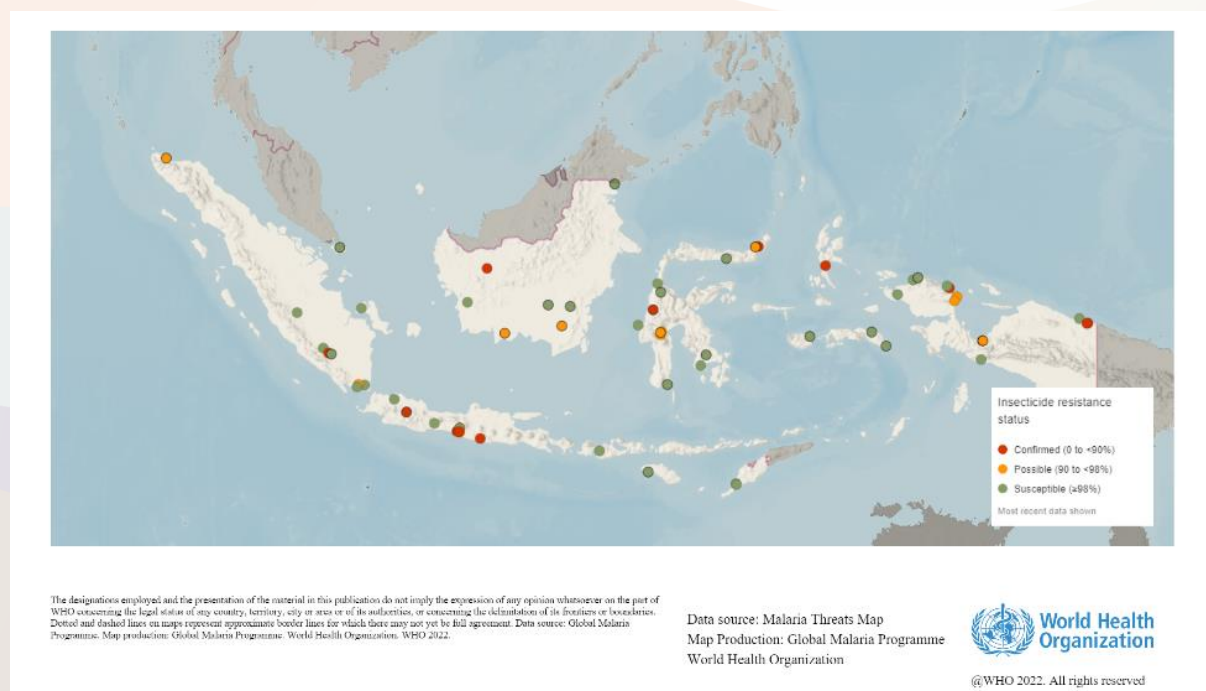 Insecticide resistance
status
Confirmed (0 to <90%)
Possible (90 to <98%)
Susceptible (≥98%)
Most recent data shown
The designations employed and the presentation of the material in this publication do not imply the expression of any opinion whatsoever on the part of
WHO concerning the legal status of any country, territory, city or area or of its authorities, or concerning the delimitation of its frontiers or boundaries.
Dotted and dashed lines on maps represent approximate border lines for which there may not yet be full agreement. Data source: Global Malaria
Programme. Map production: Global Malaria Programme. World Health Organization. WHO 2022.
Data source: Malaria Threats Map
Map Production: Global Malaria Programme
World Health Organization
World Health
Organization
@WHO 2022. All rights reserved